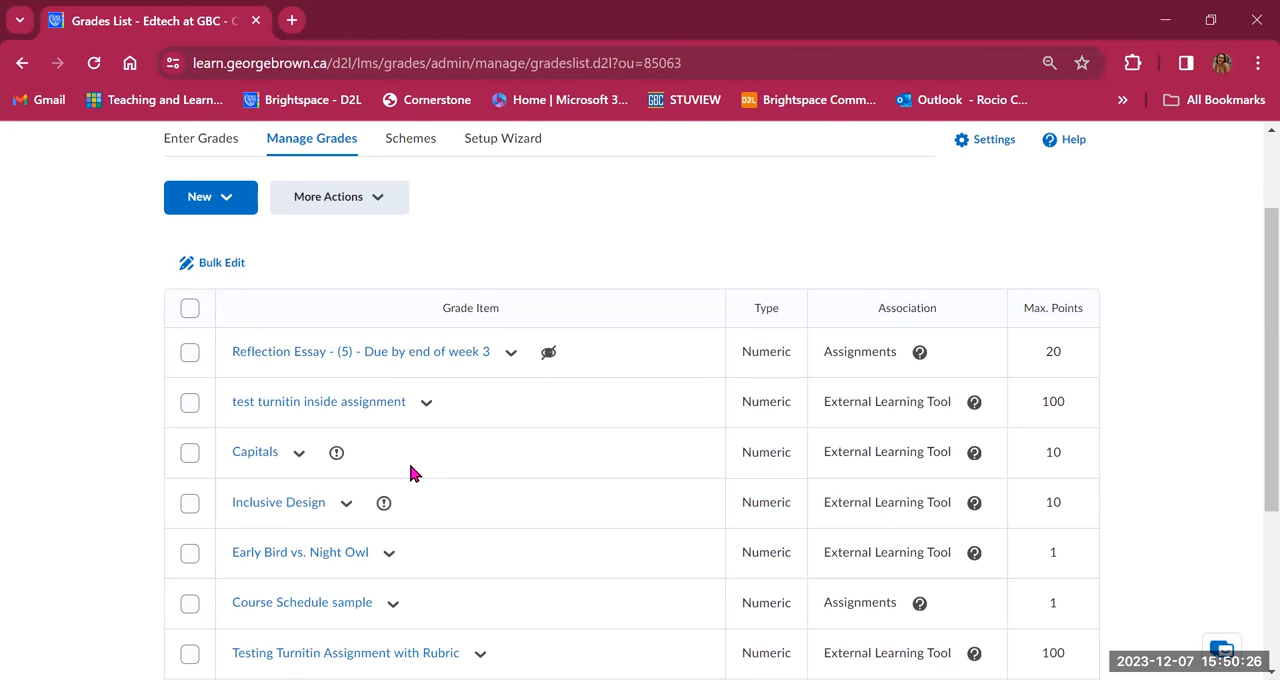 Grades List - Edtech at GBC - C
learn.georgebrown.ca/d2l/lms/grades/admin/manage/gradeslist.d2l?ou=85063
Gmail Teaching and Learn... Brightspace - D2L Cornerstone Home | Microsoft 3... GBC STUVIEW D2L Brightspace Comm... Outlook - Rocio C... » All Bookmarks
Enter Grades Manage Grades Schemes Setup Wizard Settings Help
New More Actions
Bulk Edit
Grade Item Type Association Max. Points
Reflection Essay - (5) - Due by end of week 3 Numeric Assignments 20
test turnitin inside assignment Numeric External Learning Tool 100
Capitals Numeric External Learning Tool 10
Inclusive Design Numeric External Learning Tool 10
Early Bird vs. Night Owl Numeric External Learning Tool 1
Course Schedule sample Numeric Assignments 1
Testing Turnitin Assignment with Rubric Numeric External Learning Tool 100
2023-12-07 15:50:26